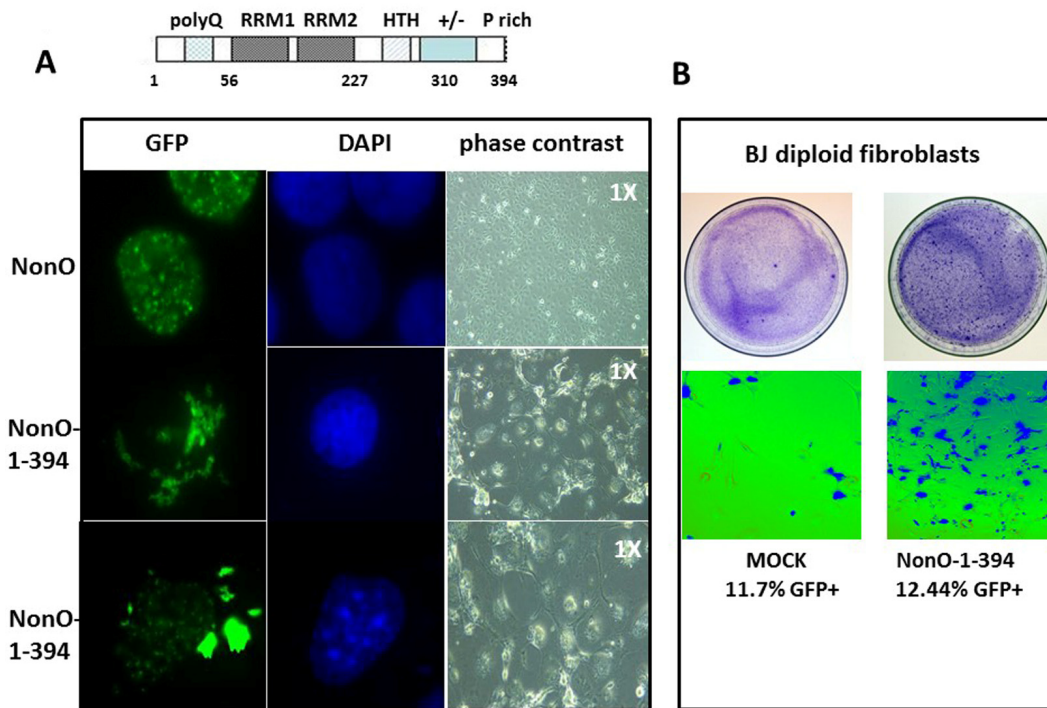 polyQ RRM1 RRM2 HTH +/- P rich
A
1 56 227 310 394
B
GFP DAPI phase contrast
NonO
1X
NonO-
1-394
1X
NonO-
1-394
1X
BJ diploid fibroblasts
MOCK
11.7% GFP+
NonO-1-394
12.44% GFP+